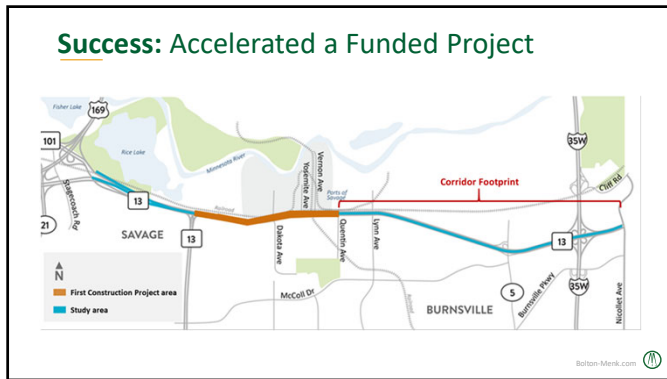 Success: Accelerated a Funded Project
Fisher Lake
169
101
Rice Lake
Stagecoach Rd
21
13
SAVAGE
13
Minnesota River
Railroad
Yosemite Ave
Vernon Ave
Ports of
Savage
Dakota Ave
Quentin Ave
Lynn Ave
Corridor Footprint
35W
Cliff Rd
13
McColl Dr
Railroad
BURNSVILLE
5
Burnsville Pkwy
35W
Nicollet Ave
N
First Construction Project area
Study area
Bolton-Menk.com